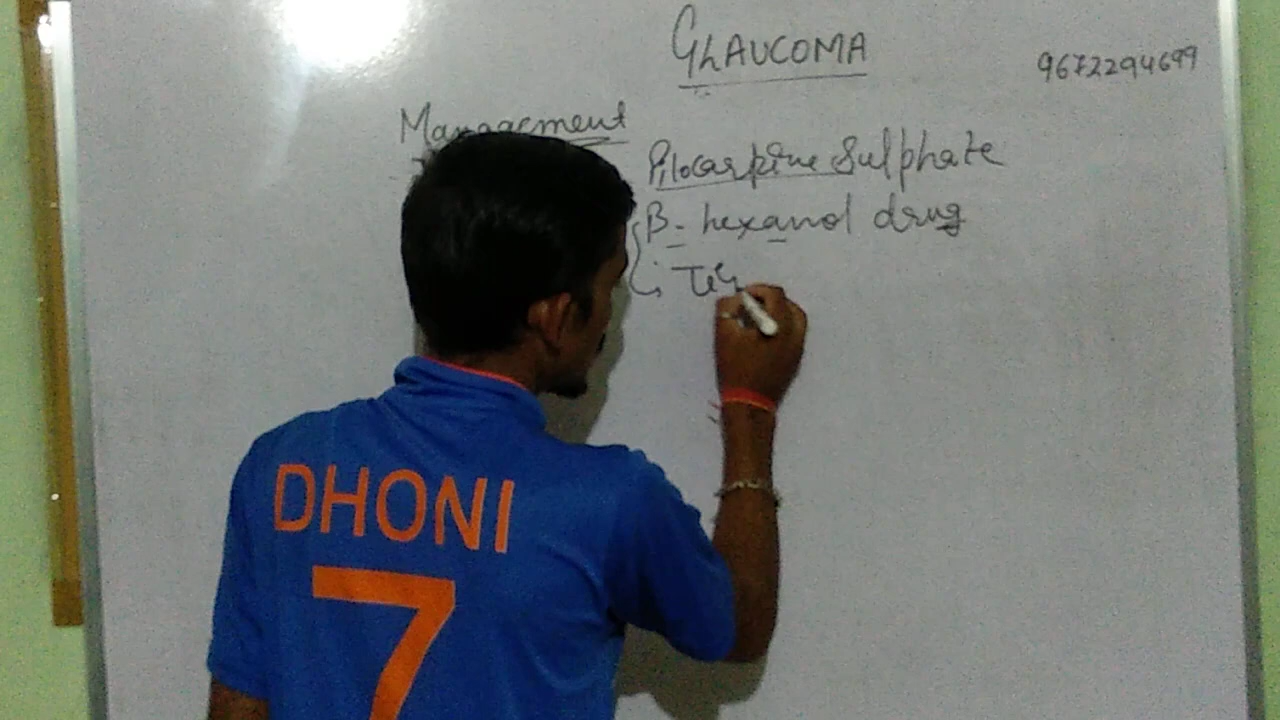 GLAUCOMA
9672294699
Management
Pilocarpine Sulphate
B- hexanol drug
DHONI
7